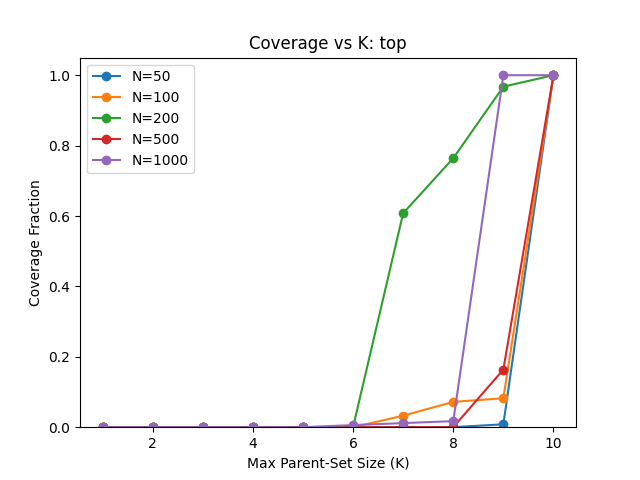 Coverage vs K: top
1.0
0.8
0.6
0.4
0.2
0.0
Coverage Fraction
N=50
N=100
N=200
N=500
N=1000
2 4 6 8 10
Max Parent-Set Size (K)